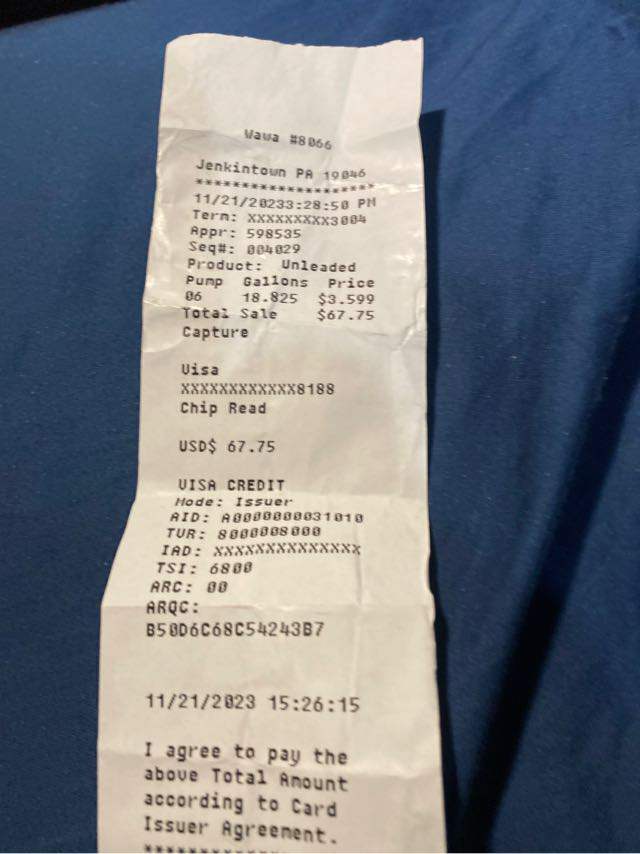 Wawa #8066
Jenkintown PA 19046
********************
11/21/20233:28:50 PM
Term: XXXXXXXXX3004
Appr: 598535
Seq#: 004029
Product: Unleaded
Pump Gallons Price
06 18.825 $3.599
Total Sale $67.75
Capture
Visa
XXXXXXXXXXXX8188
Chip Read
USD$ 67.75
VISA CREDIT
Mode: Issuer
AID: A0000000031010
TVR: 8000008000
IAD: XXXXXXXXXXXXXX
TSI: 6800
ARC: 00
ARQC:
B50D6C68C54243B7
11/21/2023 15:26:15
I agree to pay the
above Total Amount
according to Card
Issuer Agreement.